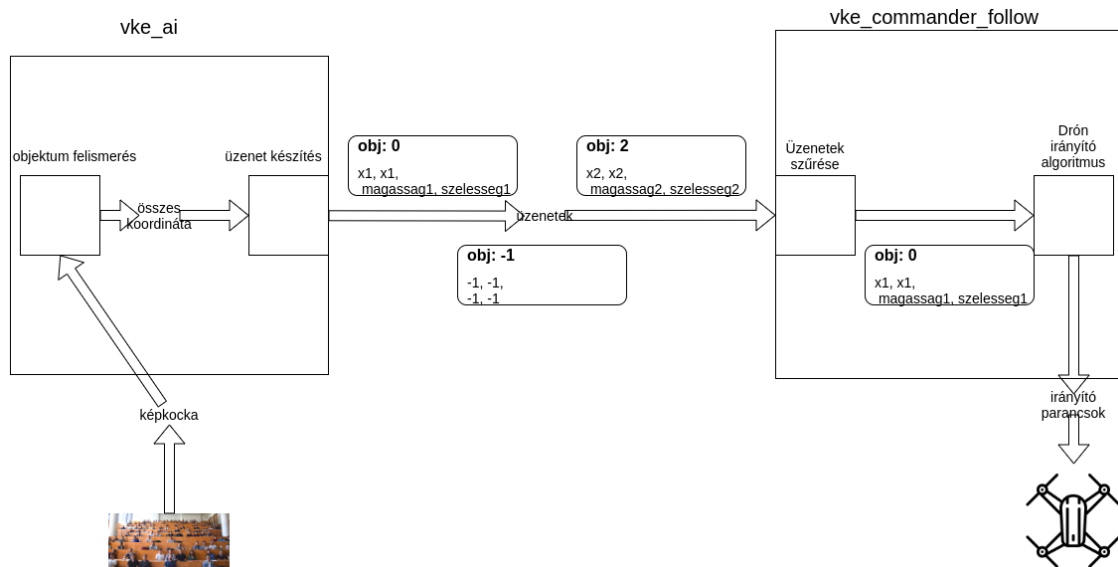 vke_ai
vke_commander_follow
objektum felismerés
üzenet készítés
összes
koordináta
obj: 0
x1, x1,
magassag1, szelesseg1
obj: 2
x2, x2,
magassag2, szelesseg2
üzenetek
obj: -1
-1, -1,
-1, -1
Üzenetek
szűrése
Drón
irányító
algoritmus
obj: 0
x1, x1,
magassag1, szelesseg1
képkocka
irányító
parancsok